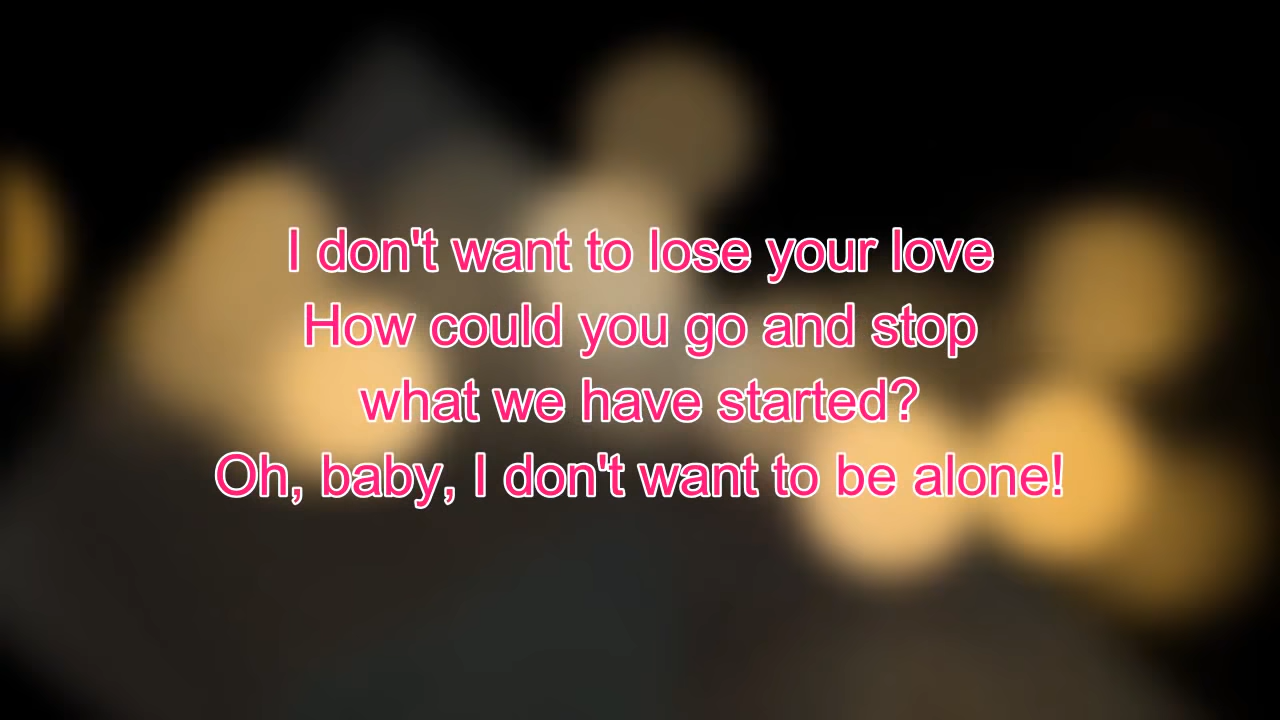 I don't want to lose your love
How could you go and stop
what we have started?
Oh, baby, I don't want to be alone!